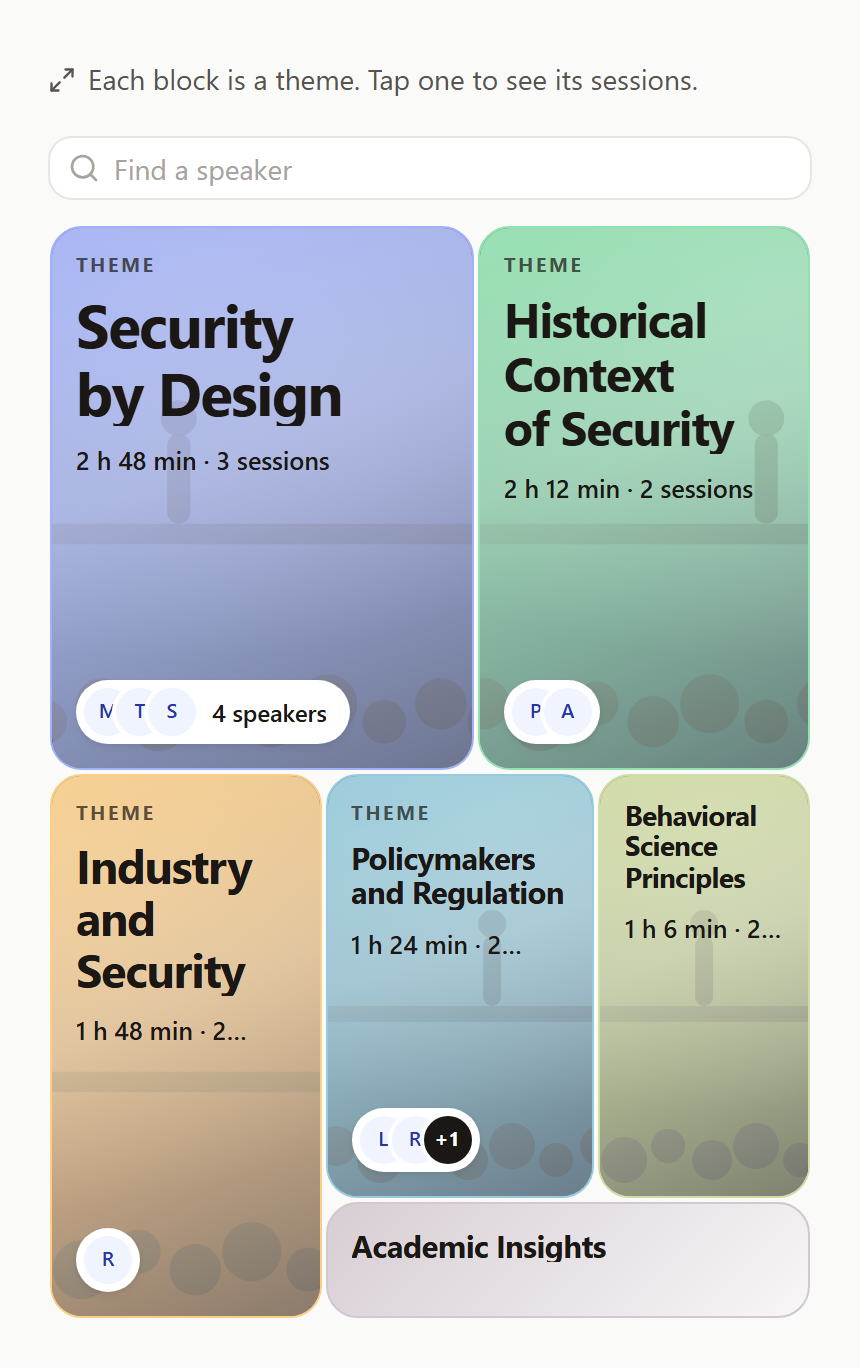 Each block is a theme. Tap one to see its sessions.
Find a speaker
THEME
Security
by Design
2 h 48 min · 3 sessions
M T S 4 speakers
THEME
Historical
Context
of Security
2 h 12 min · 2 sessions
P A
THEME
Industry
and
Security
1 h 48 min · 2...
R
THEME
Policymakers
and Regulation
1 h 24 min · 2...
L R +1
Behavioral
Science
Principles
1 h 6 min · 2...
Academic Insights